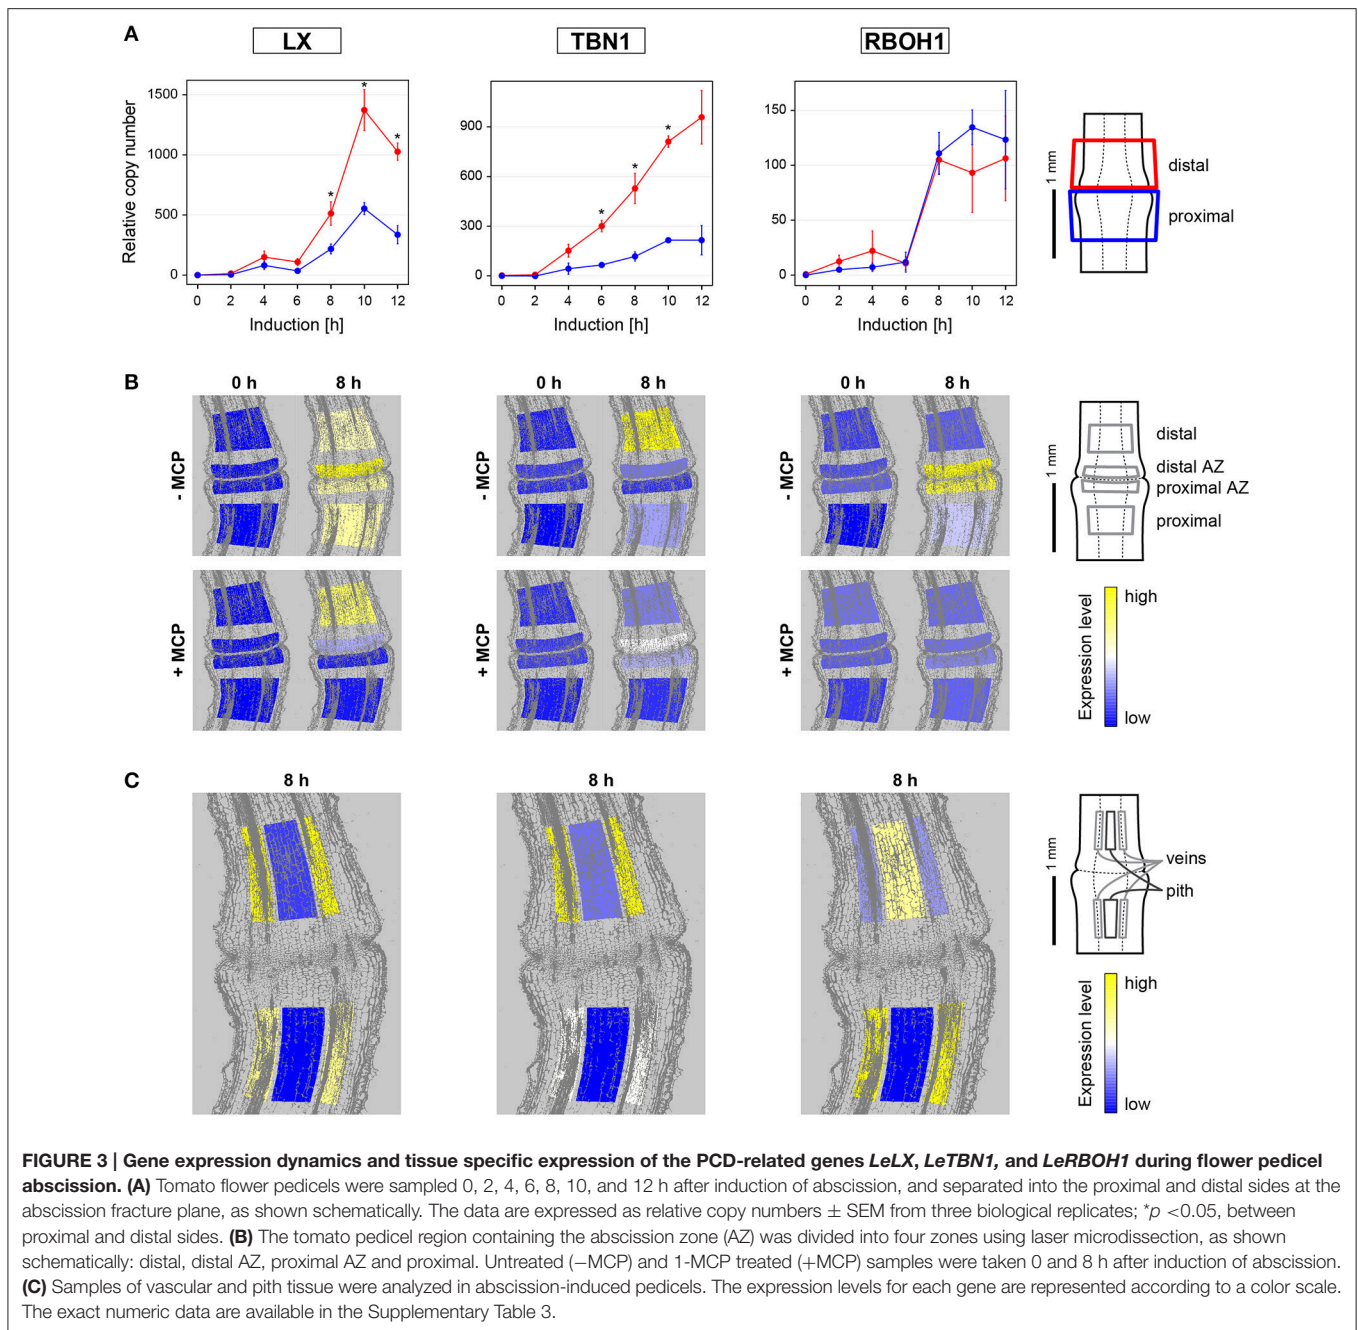 A
LX
TBN1
RBOH1
Relative copy number
1500
1000
500
0
* * *
0 2 4 6 8 10 12
Induction [h]
900
600
300
0
* * *
0 2 4 6 8 10 12
Induction [h]
150
100
50
0
0 2 4 6 8 10 12
Induction [h]
1 mm
distal
proximal
B
0 h 8 h
0 h 8 h
0 h 8 h
- MCP
- MCP
- MCP
+ MCP
+ MCP
+ MCP
1 mm
distal
distal AZ
proximal AZ
proximal
Expression level
high
low
C
8 h
8 h
8 h
1 mm
veins
pith
Expression level
high
low
FIGURE 3 | Gene expression dynamics and tissue specific expression of the PCD-related genes LeLX, LeTBN1, and LeRBOH1 during flower pedicel
abscission. (A) Tomato flower pedicels were sampled 0, 2, 4, 6, 8, 10, and 12 h after induction of abscission, and separated into the proximal and distal sides at the
abscission fracture plane, as shown schematically. The data are expressed as relative copy numbers ± SEM from three biological replicates; *p <0.05, between
proximal and distal sides. (B) The tomato pedicel region containing the abscission zone (AZ) was divided into four zones using laser microdissection, as shown
schematically: distal, distal AZ, proximal AZ and proximal. Untreated (−MCP) and 1-MCP treated (+MCP) samples were taken 0 and 8 h after induction of abscission.
(C) Samples of vascular and pith tissue were analyzed in abscission-induced pedicels. The expression levels for each gene are represented according to a color scale.
The exact numeric data are available in the Supplementary Table 3.